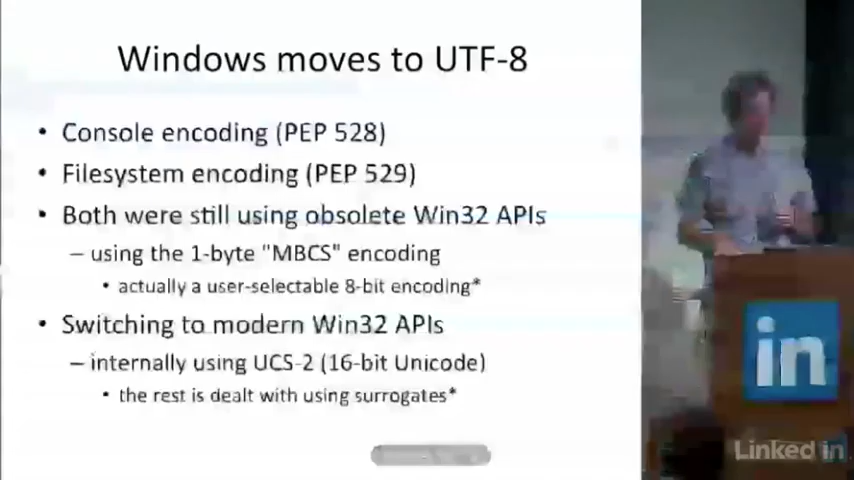 Windows moves to UTF-8
• Console encoding (PEP 528)
• Filesystem encoding (PEP 529)
• Both were still using obsolete Win32 APIs
– using the 1-byte "MBCS" encoding
• actually a user-selectable 8-bit encoding*
• Switching to modern Win32 APIs
– internally using UCS-2 (16-bit Unicode)
• the rest is dealt with using surrogates*
in
Linked in